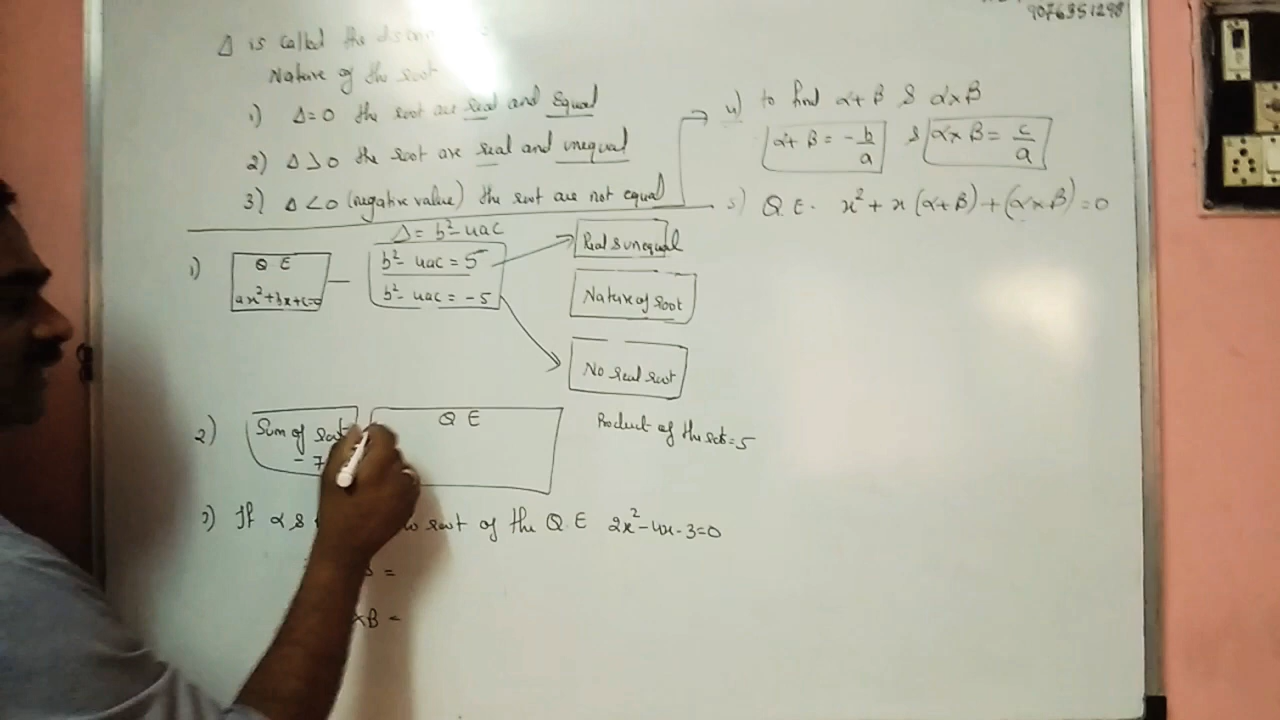 9076351298
Δ is called the
Nature of the root
1) Δ=0 the root are real and Equal
2) Δ>0 the root are real and unequal
3) Δ<0 (negative value) the root are not equal
4) to find α+β & α×β
α+β = -b/a & α×β = c/a
5) Q.E. x²+x(α+β)+(α×β)=0
Δ= b²-4ac
1) Q E
ax²+bx+c=0
b²-4ac = 5
b²-4ac = -5
Real & unequal
Nature of root
No real root
2) Sum of root
-7
Q E
Product of the root=5
3) If α & root of the Q E 2x²-4x-3=0
=
×β =